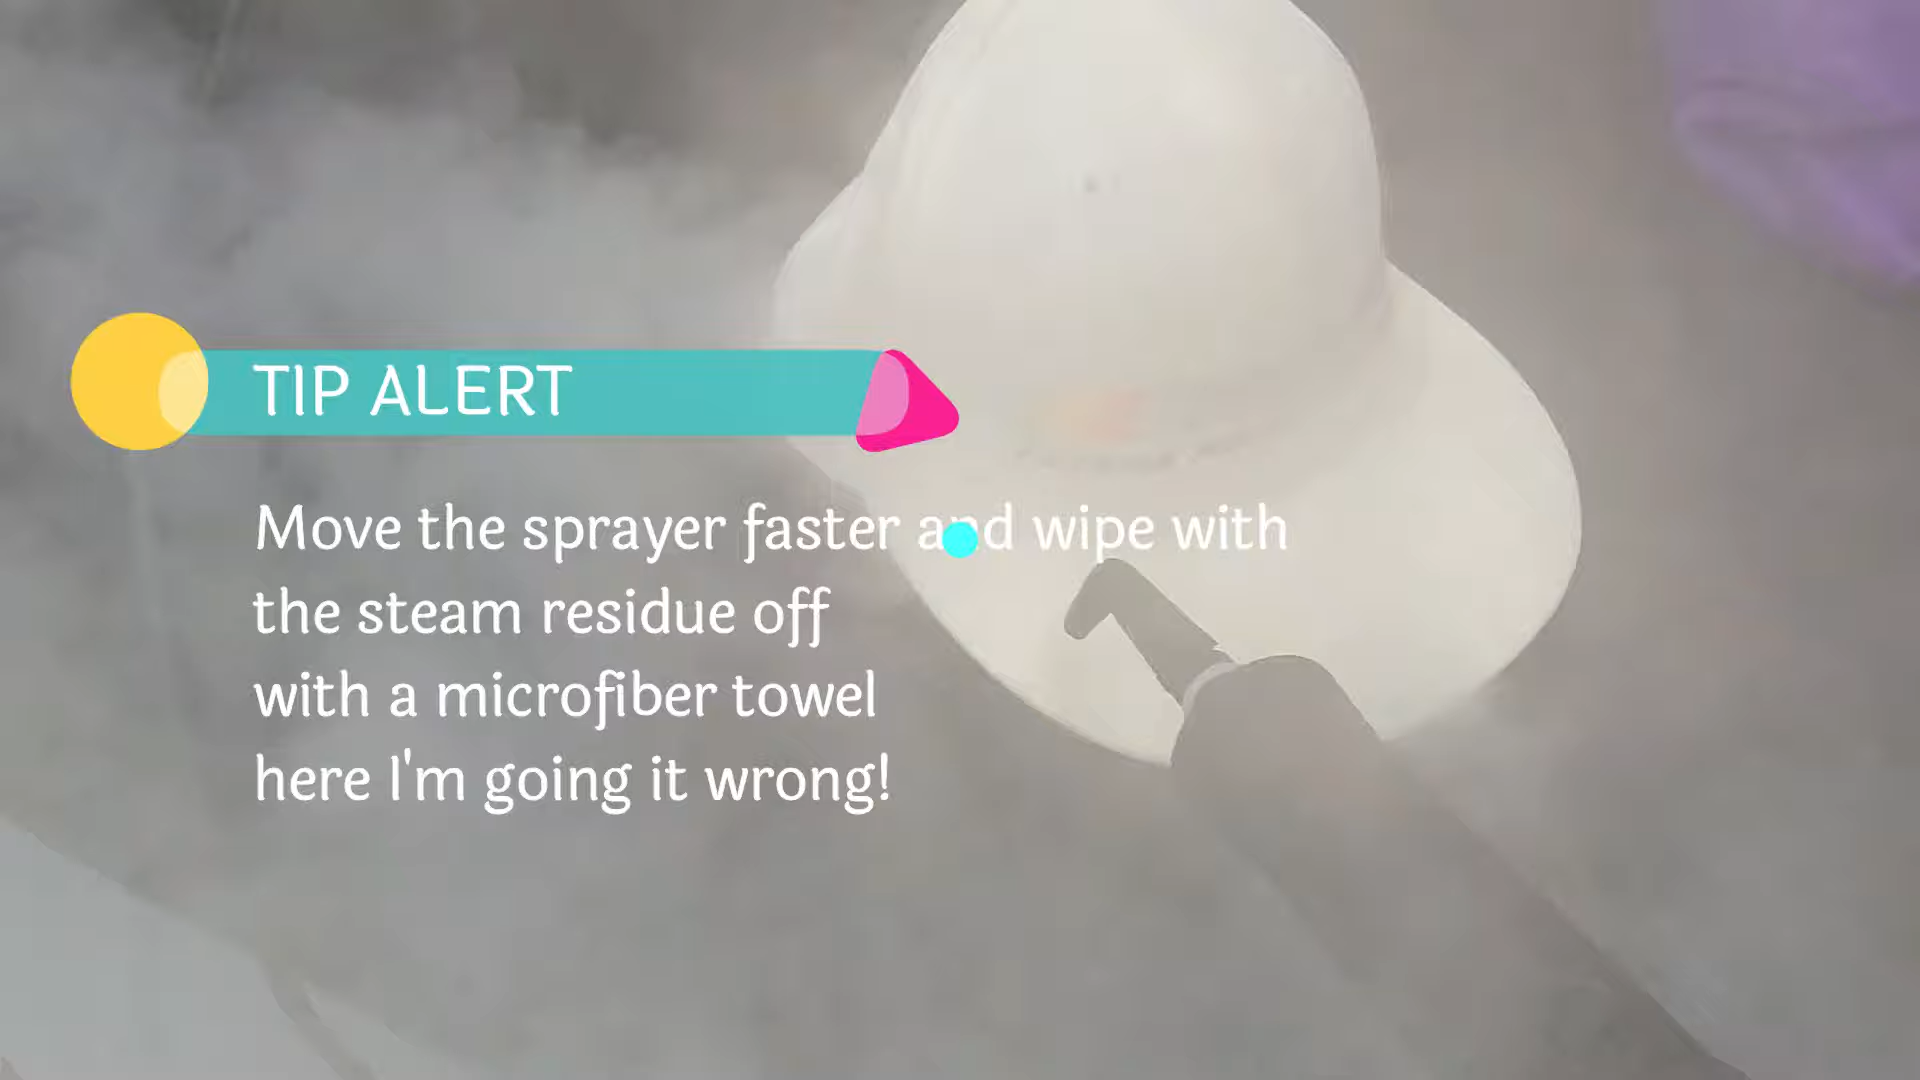 TIP ALERT
Move the sprayer faster and wipe with
the steam residue off
with a microfiber towel
here I'm going it wrong!